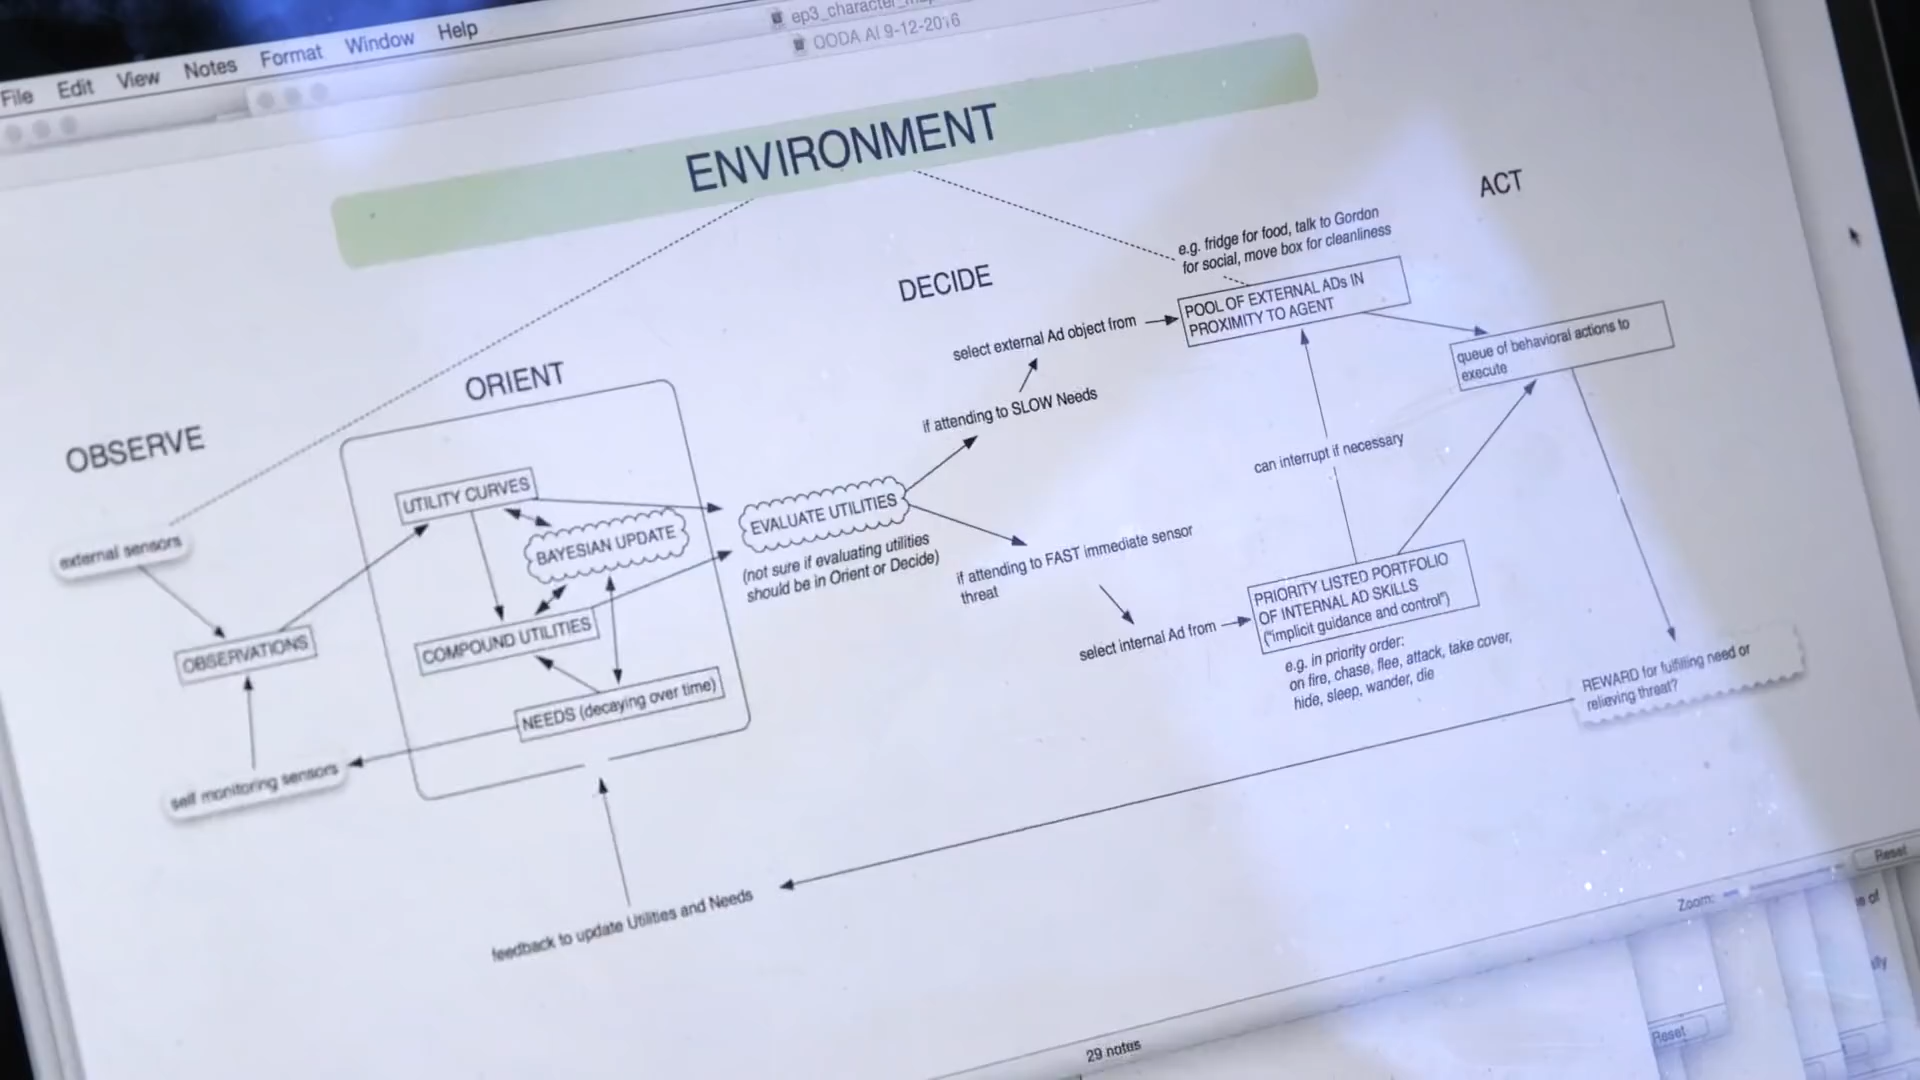 File Edit View Notes Format Window Help
OODA AI 9-12-2016
ENVIRONMENT
ACT
e.g. fridge for food, talk to Gordon
for social, move box for cleanliness
DECIDE
POOL OF EXTERNAL ADs IN
PROXIMITY TO AGENT
select external Ad object from
queue of behavioral actions to
execute
ORIENT
if attending to SLOW Needs
OBSERVE
can interrupt if necessary
UTILITY CURVES
EVALUATE UTILITIES
BAYESIAN UPDATE
(not sure if evaluating utilities
should be in Orient or Decide)
external sensors
if attending to FAST immediate sensor
threat
PRIORITY LISTED PORTFOLIO
OF INTERNAL AD SKILLS
("implicit guidance and control")
COMPOUND UTILITIES
OBSERVATIONS
select internal Ad from
e.g. in priority order:
on fire, chase, flee, attack, take cover,
hide, sleep, wander, die
REWARD for fulfilling need or
relieving threat?
NEEDS (decaying over time)
self monitoring sensors
feedback to update Utilities and Needs
Reset
Zoom:
Reset
29 notes